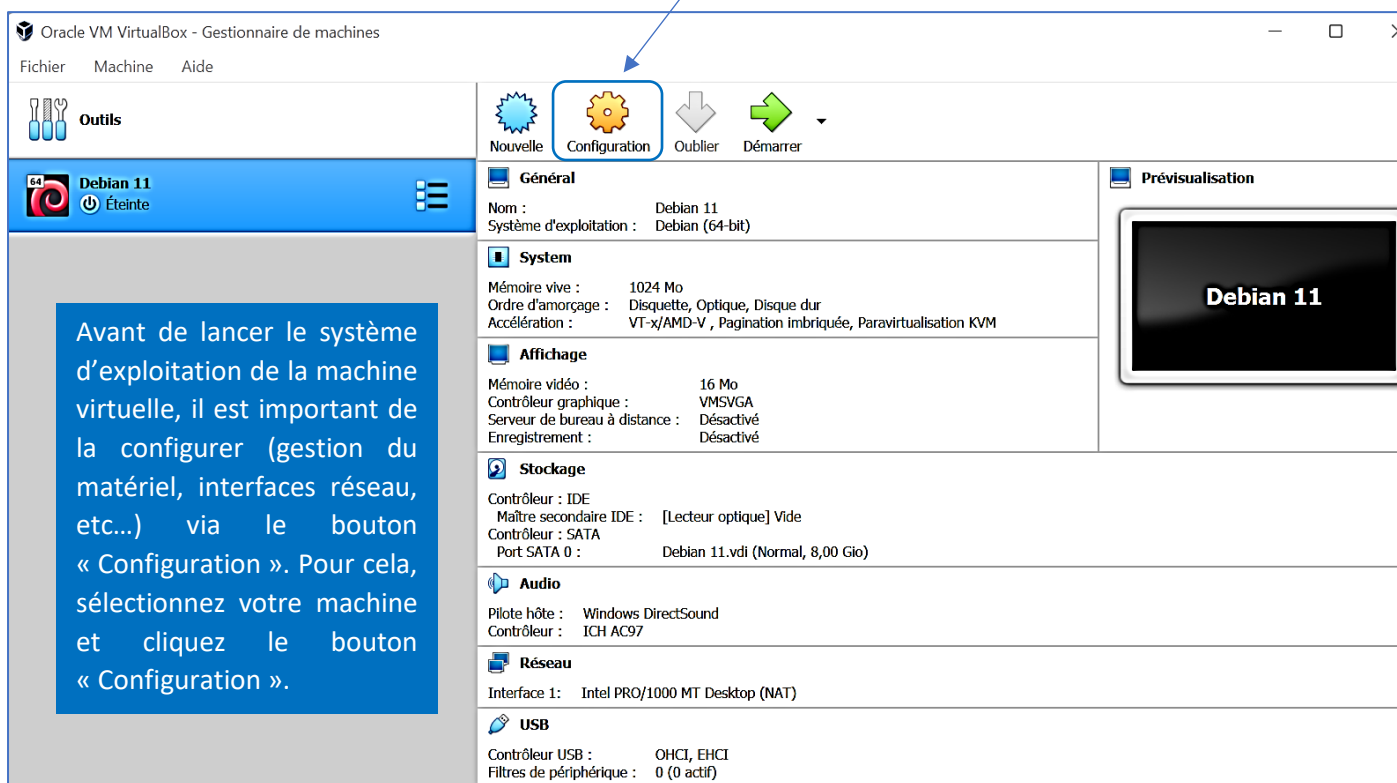 Oracle VM VirtualBox - Gestionnaire de machines
Fichier Machine Aide
Outils
Nouvelle Configuration Oublier Démarrer
64
Debian 11
Éteinte
Avant de lancer le système
d’exploitation de la machine
virtuelle, il est important de
la configurer (gestion du
matériel, interfaces réseau,
etc…) via le bouton
« Configuration ». Pour cela,
sélectionnez votre machine
et cliquez le bouton
« Configuration ».
Général
Nom : Debian 11
Système d'exploitation : Debian (64-bit)
System
Mémoire vive : 1024 Mo
Ordre d'amorçage : Disquette, Optique, Disque dur
Accélération : VT-x/AMD-V , Pagination imbriquée, Paravirtualisation KVM
Affichage
Mémoire vidéo : 16 Mo
Contrôleur graphique : VMSVGA
Serveur de bureau à distance : Désactivé
Enregistrement : Désactivé
Stockage
Contrôleur : IDE
Maître secondaire IDE : [Lecteur optique] Vide
Contrôleur : SATA
Port SATA 0 : Debian 11.vdi (Normal, 8,00 Gio)
Audio
Pilote hôte : Windows DirectSound
Contrôleur : ICH AC97
Réseau
Interface 1: Intel PRO/1000 MT Desktop (NAT)
USB
Contrôleur USB : OHCI, EHCI
Filtres de périphérique : 0 (0 actif)
Prévisualisation
Debian 11